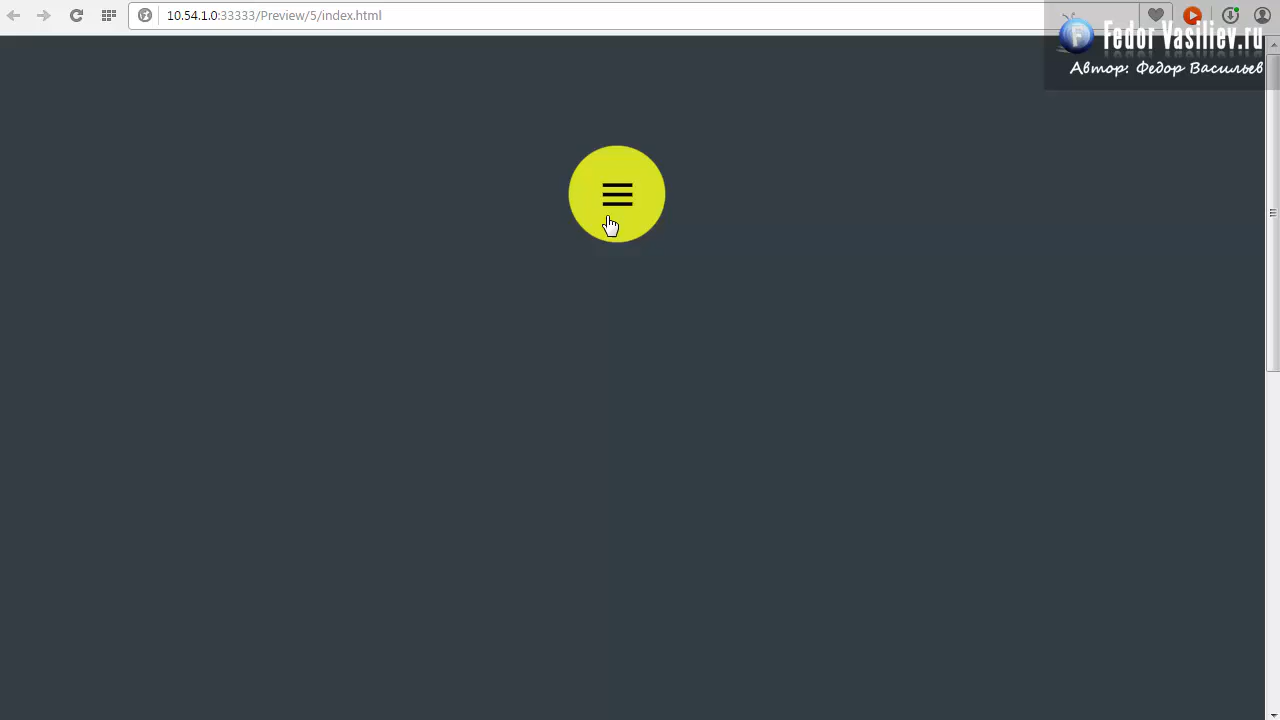 10.54.1.0:33333/Preview/5/index.html
F Fedor Vasiliev.ru
Автор: Федор Васильев